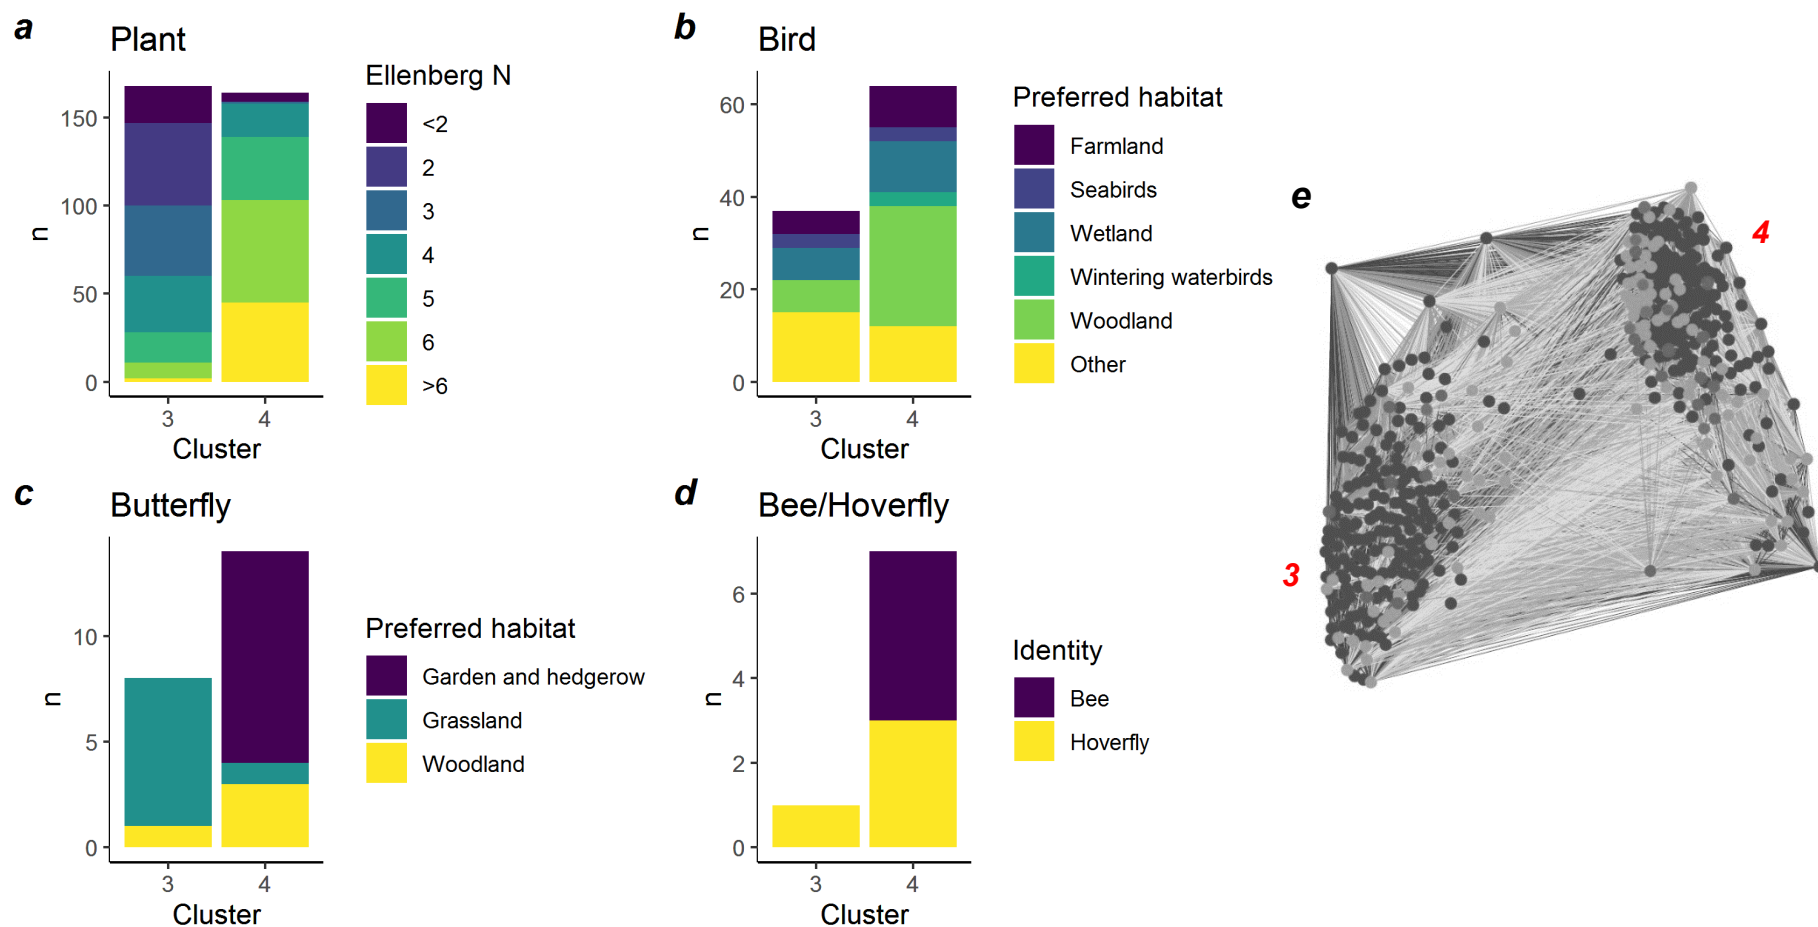 a
Plant
n
150
100
50
0
3 4
Cluster
Ellenberg N
<2
2
3
4
5
6
>6
b
Bird
n
60
40
20
0
3 4
Cluster
Preferred habitat
Farmland
Seabirds
Wetland
Wintering waterbirds
Woodland
Other
c
Butterfly
n
10
5
0
3 4
Cluster
Preferred habitat
Garden and hedgerow
Grassland
Woodland
d
Bee/Hoverfly
n
6
4
2
0
3 4
Cluster
Identity
Bee
Hoverfly
e
4
3